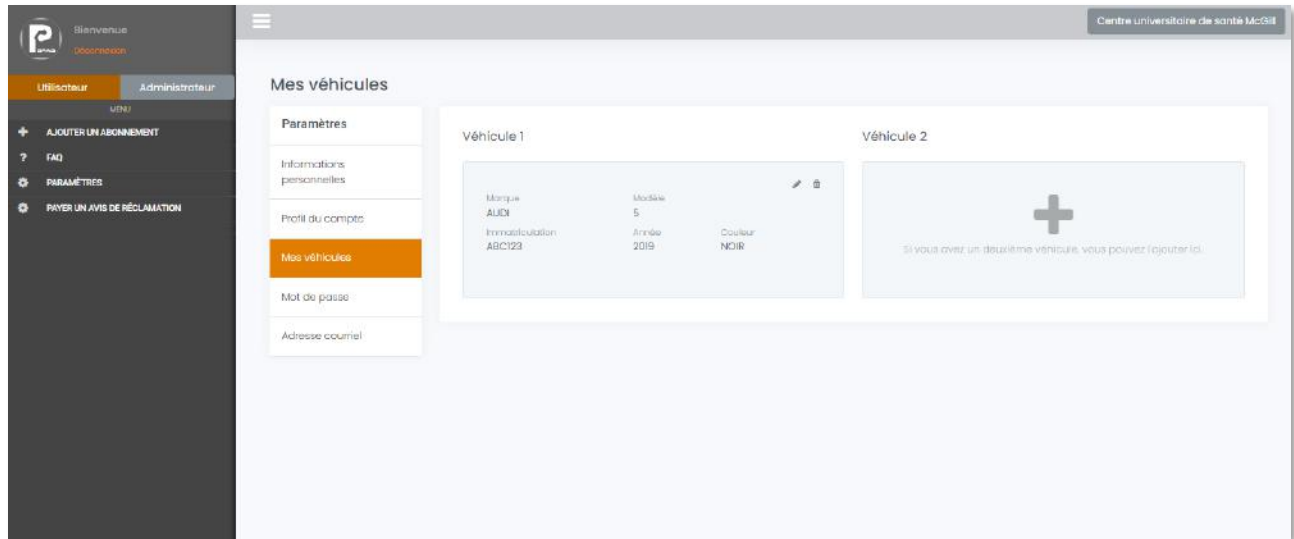 Bienvenue
Déconnexion
Centre universitaire de santé McGill
Utilisateur
Administrateur
MENU
AJOUTER UN ABONNEMENT
FAQ
PARAMÈTRES
PAYER UN AVIS DE RÉCLAMATION
Mes véhicules
Paramètres
Informations
personnelles
Profil du compte
Mes véhicules
Mot de passe
Adresse courriel
Véhicule 1
Marque
Modèle
AUDI
5
Immatriculation
Année
Couleur
ABC123
2019
NOIR
Véhicule 2
Si vous avez un deuxième véhicule, vous pouvez l'ajouter ici.